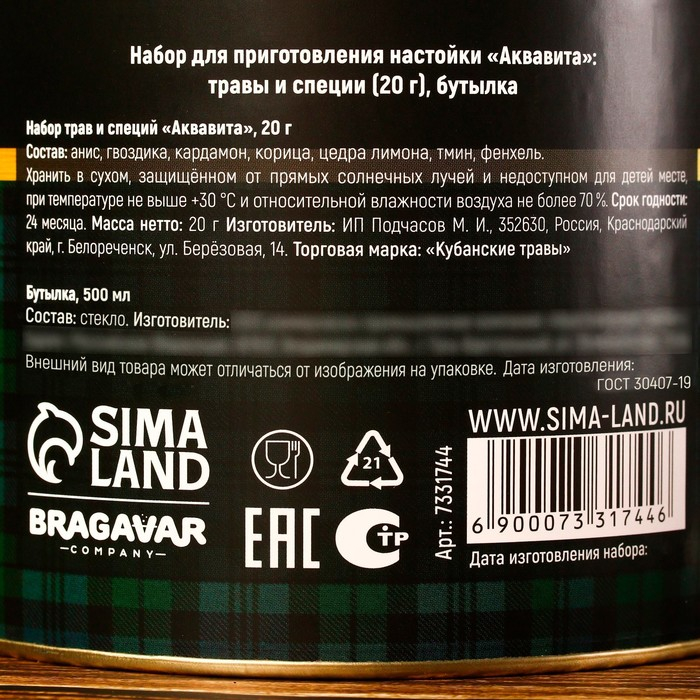 Набор для приготовления настойки «Аквавита»:
травы и специи (20 г), бутылка
Набор трав и специй «Аквавита», 20 г
Состав: анис, гвоздика, кардамон, корица, цедра лимона, тмин, фенхель.
Хранить в сухом, защищённом от прямых солнечных лучей и недоступном для детей месте,
при температуре не выше +30 °С и относительной влажности воздуха не более 70 %. Срок годности:
24 месяца. Масса нетто: 20 г Изготовитель: ИП Подчасов М. И., 352630, Россия, Краснодарский
край, г. Белореченск, ул. Берёзовая, 14. Торговая марка: «Кубанские травы»
Бутылка, 500 мл
Состав: стекло. Изготовитель:
Внешний вид товара может отличаться от изображения на упаковке. Дата изготовления:
ГОСТ 30407-19
SIMA
LAND
BRAGAVAR
COMPANY
21
EAC
СТР
Арт.: 7331744
WWW.SIMA-LAND.RU
6 900073 317446
Дата изготовления набора: